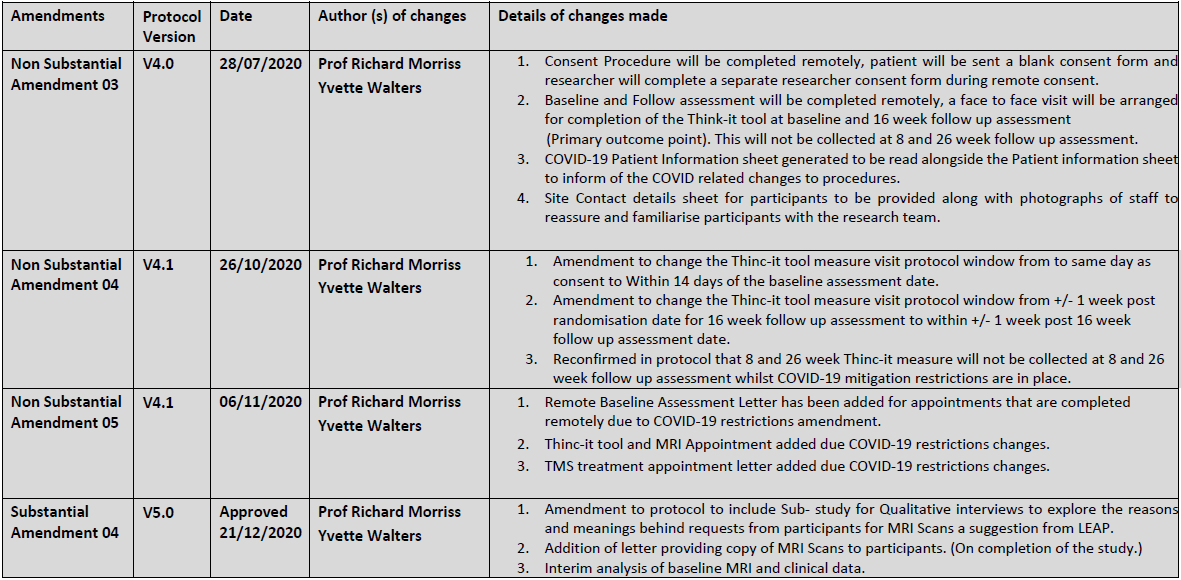 Amendments Protocol Version Date Author (s) of changes Details of changes made
Non Substantial Amendment 03 V4.0 28/07/2020 Prof Richard Morriss Yvette Walters
1. Consent Procedure will be completed remotely, patient will be sent a blank consent form and
researcher will complete a separate researcher consent form during remote consent.
2. Baseline and Follow assessment will be completed remotely, a face to face visit will be arranged
for completion of the Think-it tool at baseline and 16 week follow up assessment
(Primary outcome point). This will not be collected at 8 and 26 week follow up assessment.
3. COVID-19 Patient Information sheet generated to be read alongside the Patient information sheet
to inform of the COVID related changes to procedures.
4. Site Contact details sheet for participants to be provided along with photographs of staff to
reassure and familiarise participants with the research team.
Non Substantial Amendment 04 V4.1 26/10/2020 Prof Richard Morriss Yvette Walters
1. Amendment to change the Thinc-it tool measure visit protocol window from to same day as
consent to Within 14 days of the baseline assessment date.
2. Amendment to change the Thinc-it tool measure visit protocol window from +/- 1 week post
randomisation date for 16 week follow up assessment to within +/- 1 week post 16 week
follow up assessment date.
3. Reconfirmed in protocol that 8 and 26 week Thinc-it measure will not be collected at 8 and 26
week follow up assessment whilst COVID-19 mitigation restrictions are in place.
Non Substantial Amendment 05 V4.1 06/11/2020 Prof Richard Morriss Yvette Walters
1. Remote Baseline Assessment Letter has been added for appointments that are completed
remotely due to COVID-19 restrictions amendment.
2. Thinc-it tool and MRI Appointment added due COVID-19 restrictions changes.
3. TMS treatment appointment letter added due COVID-19 restrictions changes.
Substantial Amendment 04 V5.0 Approved 21/12/2020 Prof Richard Morriss Yvette Walters
1. Amendment to protocol to include Sub- study for Qualitative interviews to explore the reasons
and meanings behind requests from participants for MRI Scans a suggestion from LEAP.
2. Addition of letter providing copy of MRI Scans to participants. (On completion of the study.)
3. Interim analysis of baseline MRI and clinical data.